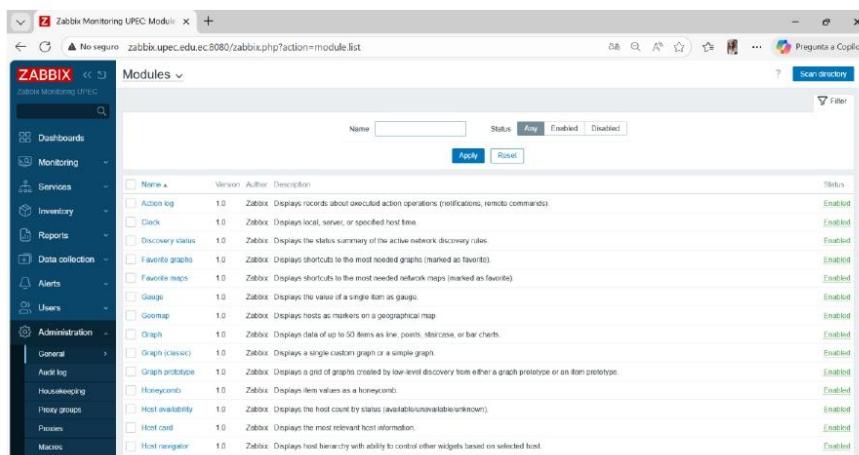 Zabbix Monitoring UPEC: Module
No seguro zabbix.upec.edu.ec:8080/zabbix.php?action=module.list
Pregunta a Copilo
ZABBIX
Zabbix Monitoring UPEC
Modules
? Scan directory
Filter
Name Status Any Enabled Disabled
Apply Reset
Dashboards
Monitoring
Services
Inventory
Reports
Data collection
Alerts
Users
Administration
General
Audit log
Housekeeping
Proxy groups
Proxies
Macros
Name Version Author Description Status
Action log 1.0 Zabbix Displays records about executed action operations (notifications, remote commands). Enabled
Clock 1.0 Zabbix Displays local, server, or specified host time. Enabled
Discovery status 1.0 Zabbix Displays the status summary of the active network discovery rules. Enabled
Favorite graphs 1.0 Zabbix Displays shortcuts to the most needed graphs (marked as favorite). Enabled
Favorite maps 1.0 Zabbix Displays shortcuts to the most needed network maps (marked as favorite). Enabled
Gauge 1.0 Zabbix Displays the value of a single item as gauge. Enabled
Geomap 1.0 Zabbix Displays hosts as markers on a geographical map. Enabled
Graph 1.0 Zabbix Displays data of up to 50 items as line, points, staircase, or bar charts. Enabled
Graph (classic) 1.0 Zabbix Displays a single custom graph or a simple graph. Enabled
Graph prototype 1.0 Zabbix Displays a grid of graphs created by low-level discovery from either a graph prototype or an item prototype. Enabled
Honeycomb 1.0 Zabbix Displays item values as a honeycomb. Enabled
Host availability 1.0 Zabbix Displays the host count by status (available/unavailable/unknown). Enabled
Host card 1.0 Zabbix Displays the most relevant host information. Enabled
Host navigator 1.0 Zabbix Displays host hierarchy with ability to control other widgets based on selected host. Enabled